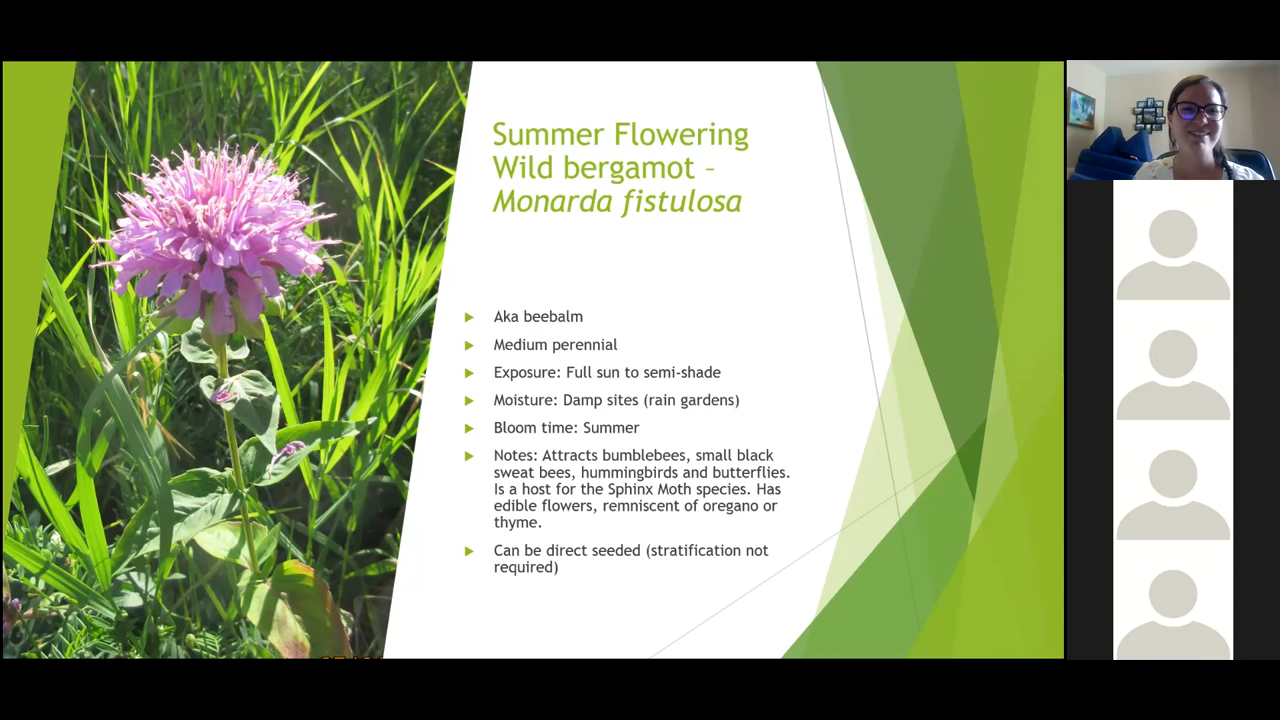 Summer Flowering
Wild bergamot –
Monarda fistulosa
Aka beebalm
Medium perennial
Exposure: Full sun to semi-shade
Moisture: Damp sites (rain gardens)
Bloom time: Summer
Notes: Attracts bumblebees, small black
sweat bees, hummingbirds and butterflies.
Is a host for the Sphinx Moth species. Has
edible flowers, remniscent of oregano or
thyme.
Can be direct seeded (stratification not
required)